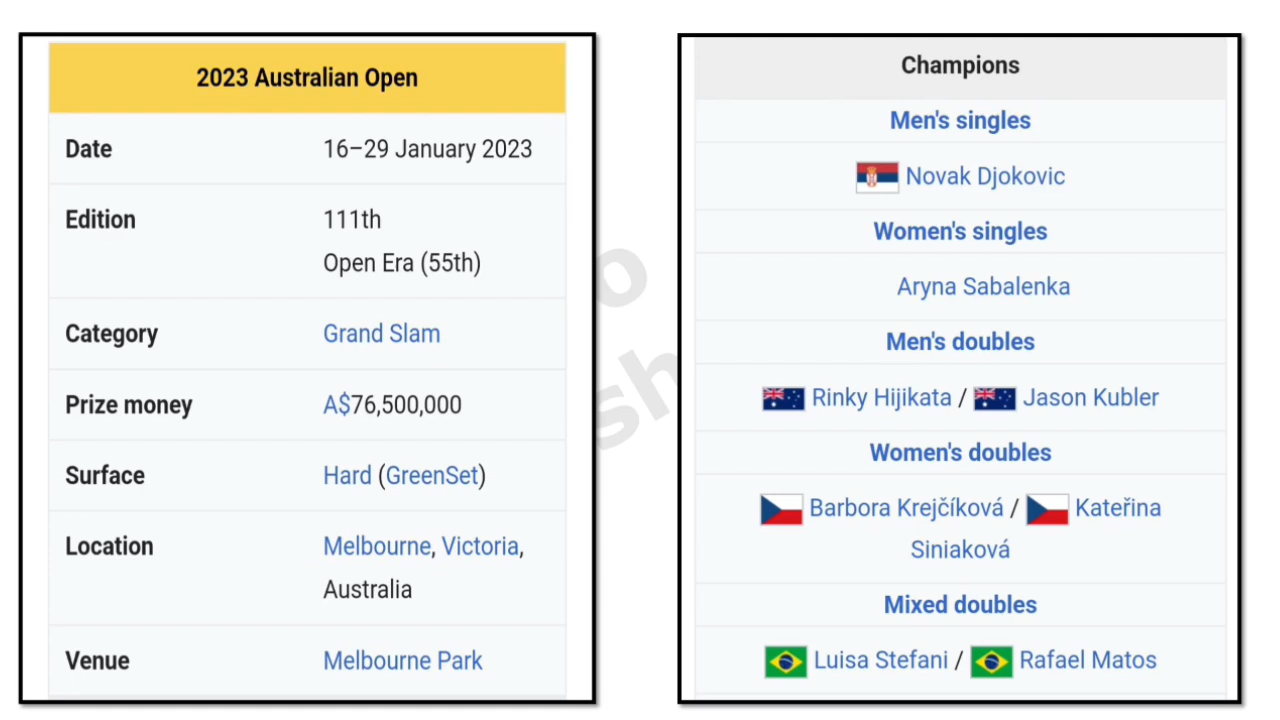 2023 Australian Open
Date 16–29 January 2023
Edition 111th
Open Era (55th)
Category Grand Slam
Prize money A$76,500,000
Surface Hard (GreenSet)
Location Melbourne, Victoria,
Australia
Venue Melbourne Park
Champions
Men's singles
Novak Djokovic
Women's singles
Aryna Sabalenka
Men's doubles
Rinky Hijikata / Jason Kubler
Women's doubles
Barbora Krejčíková / Kateřina
Siniaková
Mixed doubles
Luisa Stefani / Rafael Matos